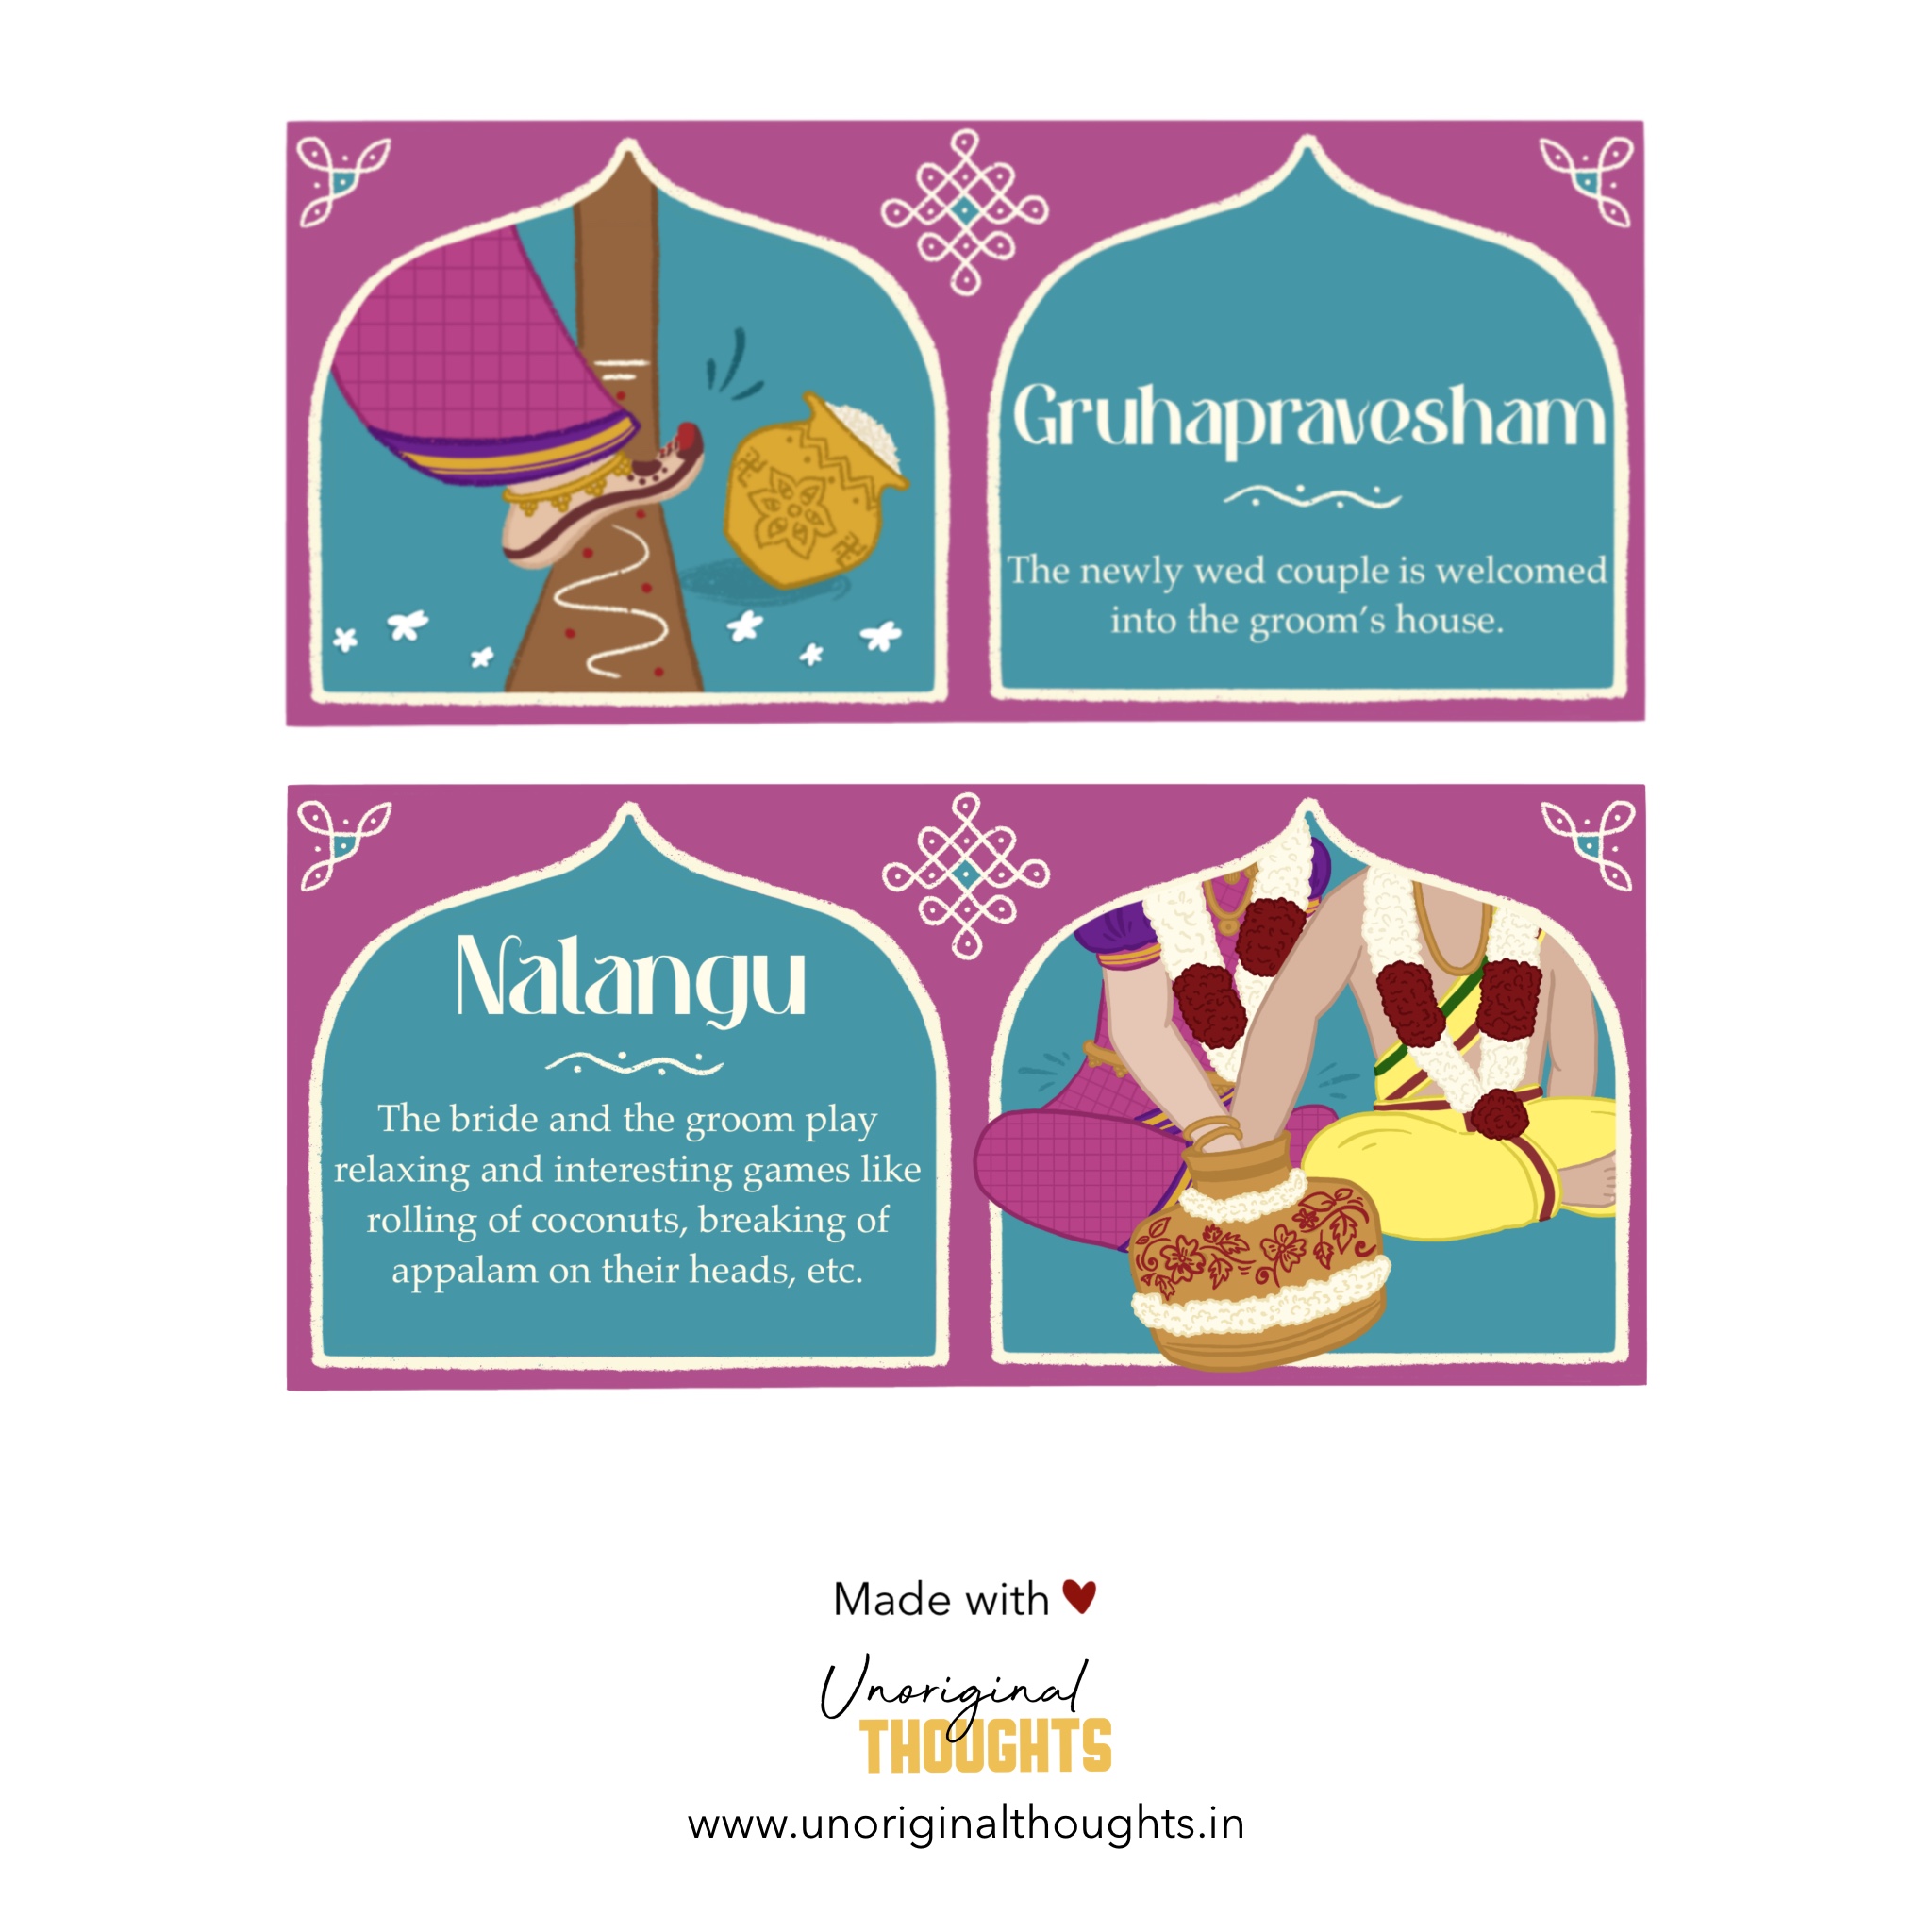 Gruhapravesham
The newly wed couple is welcomed
into the groom's house.
Nalangu
The bride and the groom play
relaxing and interesting games like
rolling of coconuts, breaking of
appalam on their heads, etc.
Made with ♥
Unoriginal
THOUGHTS
www.unoriginalthoughts.in